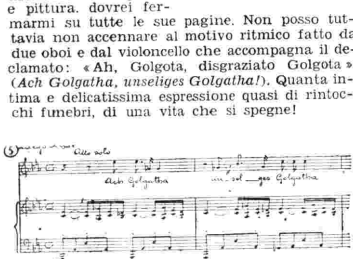 e pittura. dovrei fer-
marmi su tutte le sue pagine. Non posso tut-
tavia non accennare al motivo ritmico fatto da
due oboi e dal violoncello che accompagna il de-
clamato: « Ah, Golgota, disgraziato Golgota »
(Ach Golgatha, unseliges Golgatha!). Quanta in-
tima e delicatissima espressione quasi di rintoc-
chi funebri, di una vita che si spegne!
(5)
Alto solo
Ach Golgatha un_sel_ges Golgatha